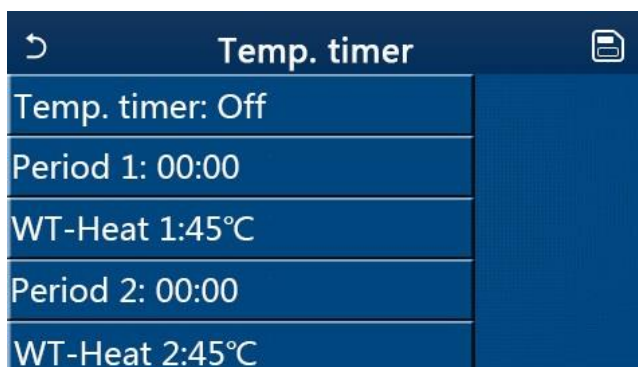 Temp. timer
Temp. timer: Off
Period 1: 00:00
WT-Heat 1:45℃
Period 2: 00:00
WT-Heat 2:45℃